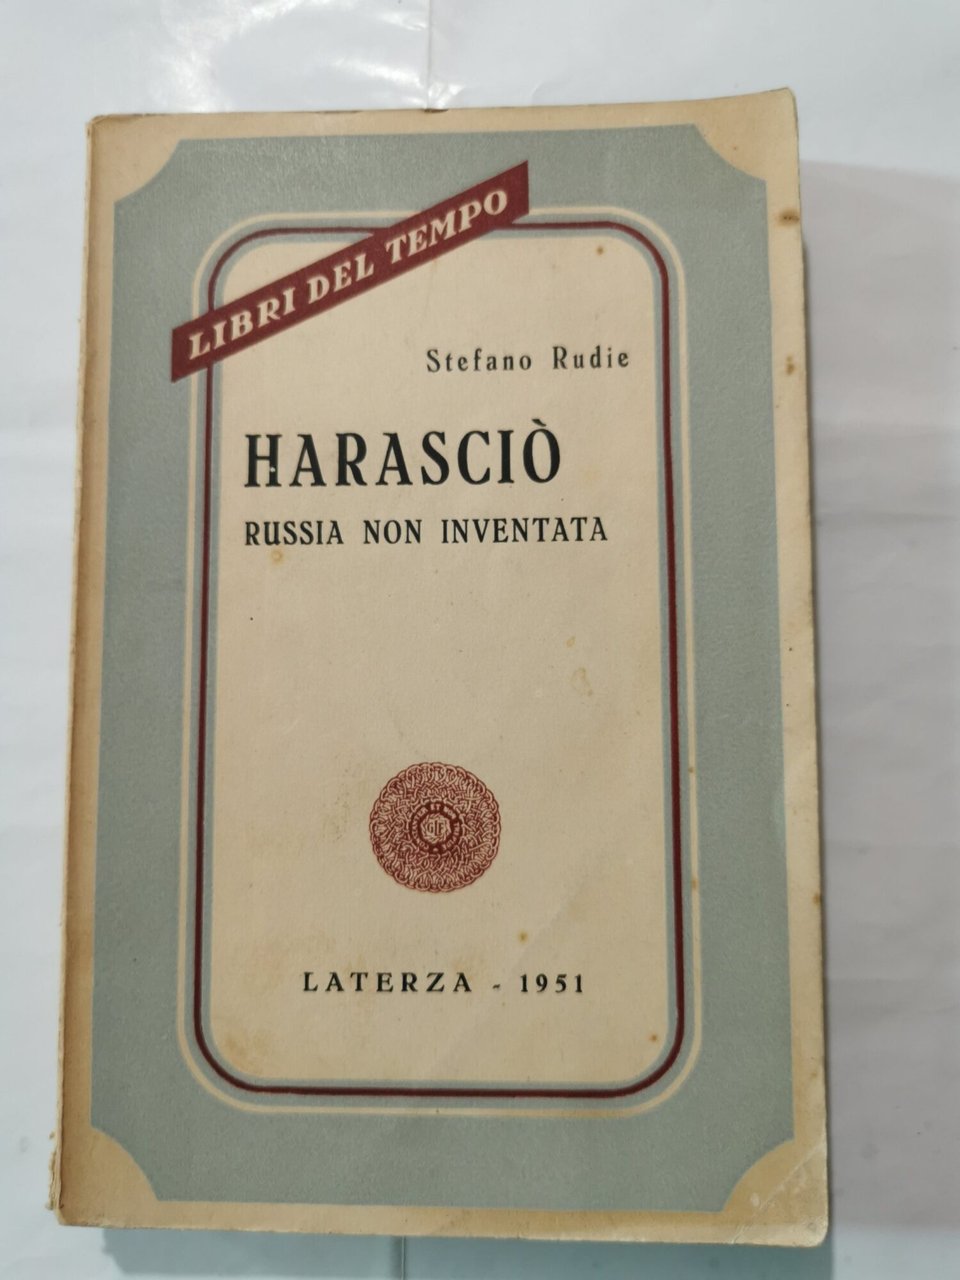 LIBRI DEL TEMPO
Stefano Rudie
HARASCIÒ
RUSSIA NON INVENTATA
LATERZA - 1951